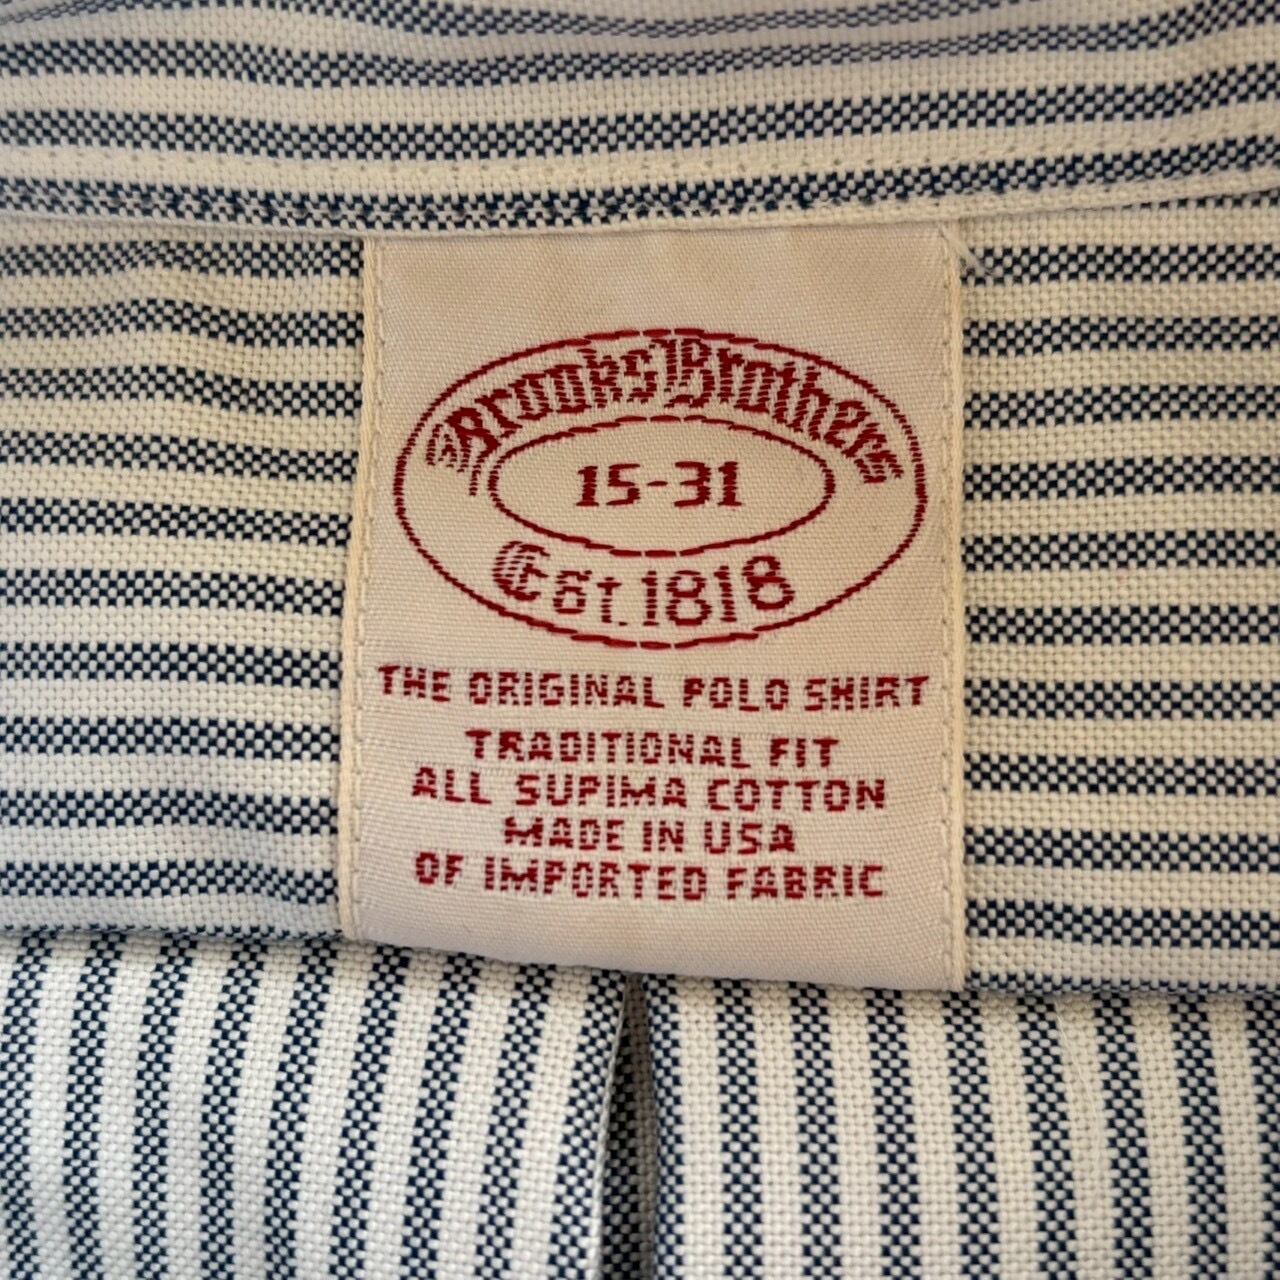 Brooks Brothers
15-31
Est. 1818
THE ORIGINAL POLO SHIRT
TRADITIONAL FIT
ALL SUPIMA COTTON
MADE IN USA
OF IMPORTED FABRIC